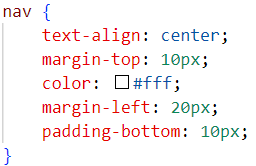 nav {
    text-align: center;
    margin-top: 10px;
    color: #fff;
    margin-left: 20px;
    padding-bottom: 10px;
}